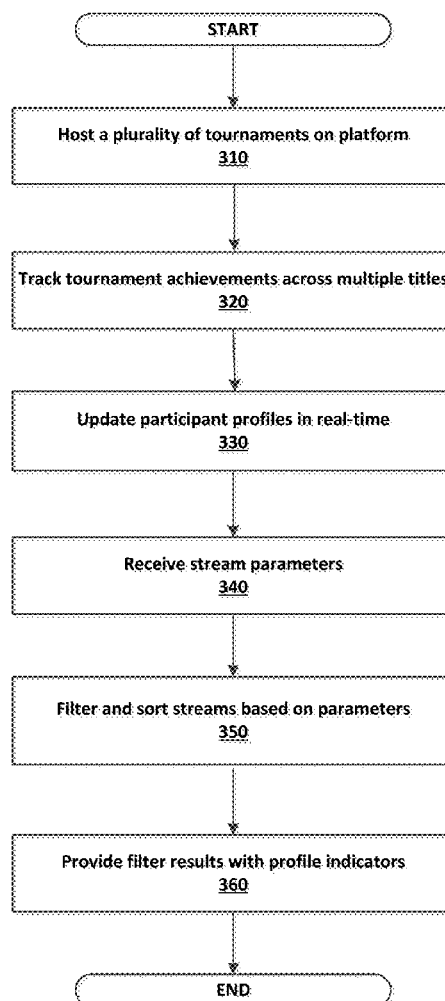 START
Host a plurality of tournaments on platform
310
Track tournament achievements across multiple titles
320
Update participant profiles in real-time
330
Receive stream parameters
340
Filter and sort streams based on parameters
350
Provide filter results with profile indicators
360
END